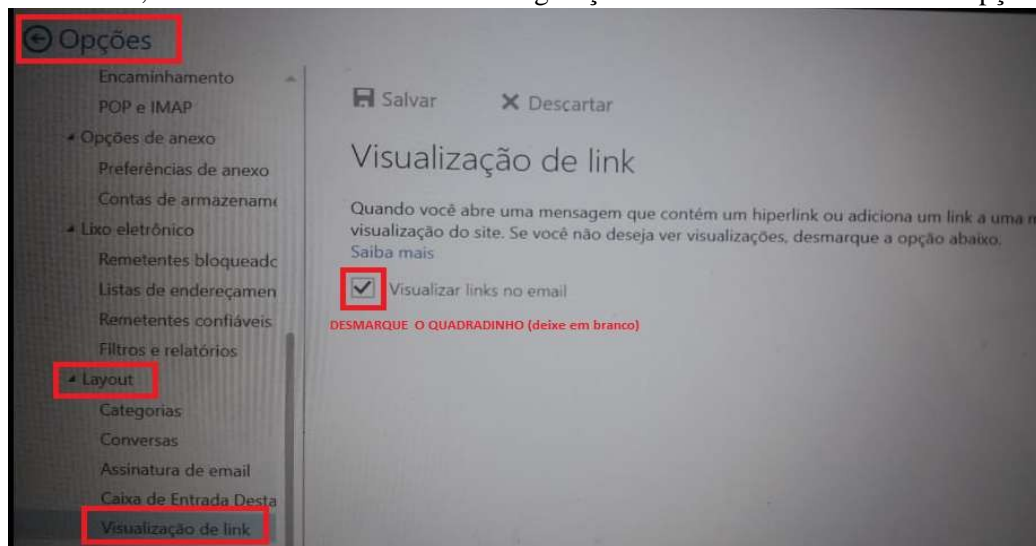 Opções
Encaminhamento
POP e IMAP
Opções de anexo
Preferências de anexo
Contas de armazename
Lixo eletrônico
Remetentes bloqueadc
Listas de endereçamen
Remetentes confiáveis
Filtros e relatórios
Layout
Categorias
Conversas
Assinatura de email
Caixa de Entrada Desta
Visualização de link
Salvar
Descartar
Visualização de link
Quando você abre uma mensagem que contém um hiperlink ou adiciona um link a uma m
visualização do site. Se você não deseja ver visualizações, desmarque a opção abaixo.
Saiba mais
Visualizar links no email
DESMARQUE O QUADRADINHO (deixe em branco)